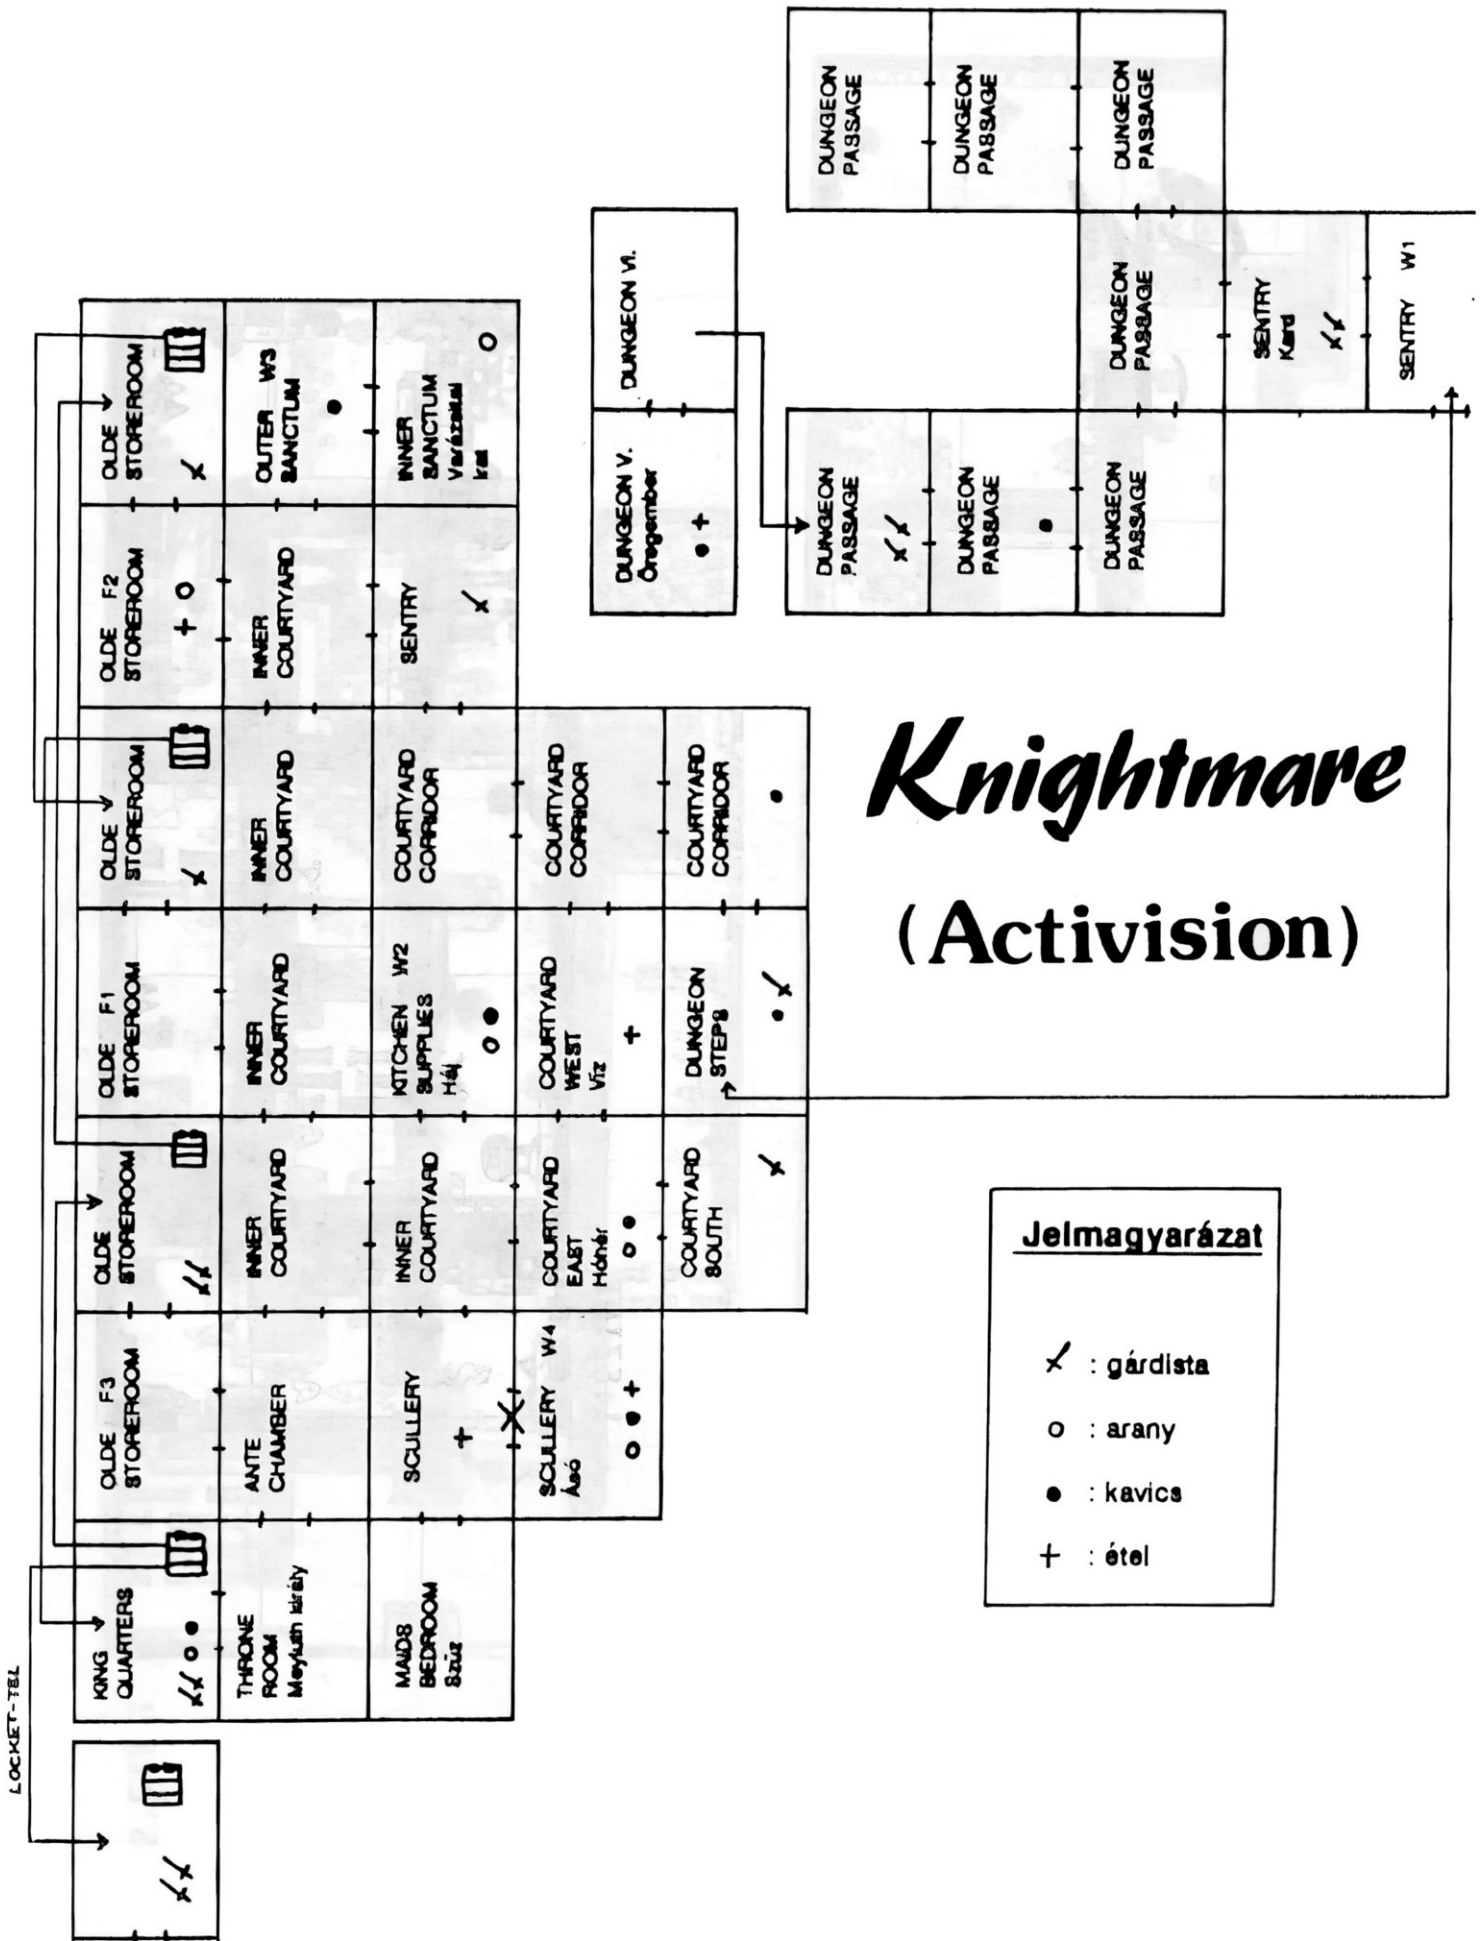 LOCKET-TEL
KING
QUARTERS
OLDE F3
STOREROOM
OLDE
STOREROOM
OLDE F1
STOREROOM
OLDE
STOREROOM
OLDE F2
STOREROOM
OLDE
STOREROOM
THRONE
ROOM
Meyluth király
ANTE
CHAMBER
INNER
COURTYARD
INNER
COURTYARD
INNER
COURTYARD
INNER
COURTYARD
OUTER W3
SANCTUM
MAIDS
BEDROOM
Szűz
SCULLERY
INNER
COURTYARD
KITCHEN W2
SUPPLIES
Háj
COURTYARD
CORRIDOR
SENTRY
INNER
SANCTUM
Varázsital
SCULLERY W4
Ásó
COURTYARD
EAST
Hóhér
COURTYARD
WEST
Víz
COURTYARD
CORRIDOR
COURTYARD
SOUTH
DUNGEON
STEPS
COURTYARD
CORRIDOR
DUNGEON V.
Öregember
DUNGEON VI.
DUNGEON
PASSAGE
DUNGEON
PASSAGE
DUNGEON
PASSAGE
DUNGEON
PASSAGE
DUNGEON
PASSAGE
DUNGEON
PASSAGE
DUNGEON
PASSAGE
SENTRY
Kard
SENTRY W1
Knightmare
(Activision)
Jelmagyarázat
: gárdista
: arany
: kavics
: étel